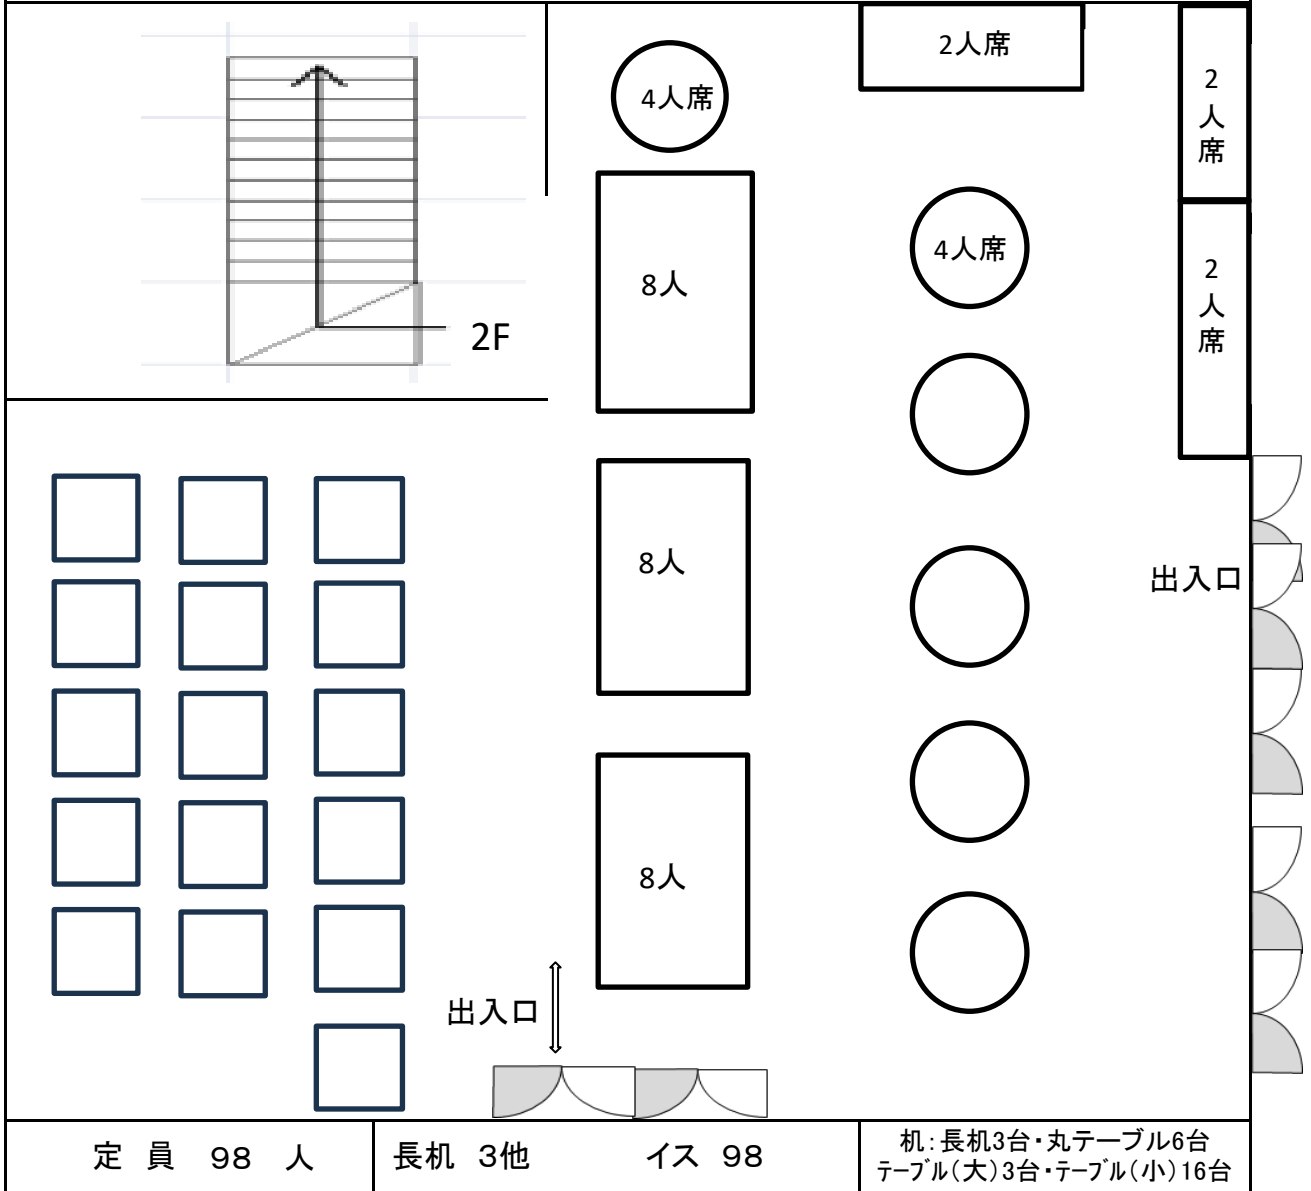 2人席
4人席
2人席
4人席
8人
2人席
2F
8人
出入口
8人
出入口
定 員 98 人
長机 3他 イス 98
机：長机3台・丸テーブル6台
テーブル（大）3台・テーブル（小）16台